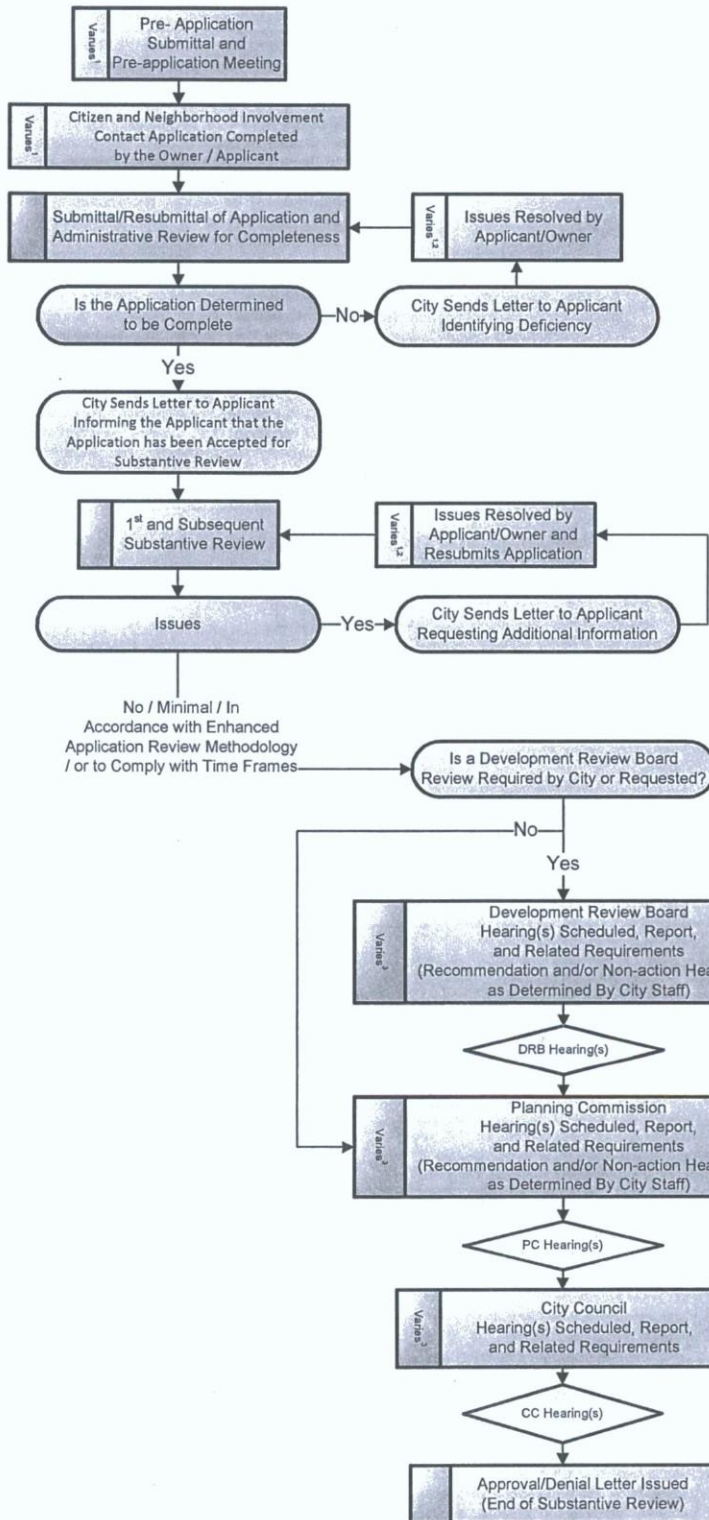 Pre- Application
Submittal and
Pre-application Meeting
Varies¹
Citizen and Neighborhood Involvement
Contact Application Completed
by the Owner / Applicant
Varies¹
Submittal/Resubmittal of Application and
Administrative Review for Completeness
Issues Resolved by
Applicant/Owner
Varies¹,²
Is the Application Determined
to be Complete
No
City Sends Letter to Applicant
Identifying Deficiency
Yes
City Sends Letter to Applicant
Informing the Applicant that the
Application has been Accepted for
Substantive Review
1st and Subsequent
Substantive Review
Issues Resolved by
Applicant/Owner and
Resubmits Application
Varies¹,²
Issues
Yes
City Sends Letter to Applicant
Requesting Additional Information
No / Minimal / In
Accordance with Enhanced
Application Review Methodology
/ or to Comply with Time Frames
Is a Development Review Board
Review Required by City or Requested?
No
Yes
Development Review Board
Hearing(s) Scheduled, Report,
and Related Requirements
(Recommendation and/or Non-action Hea
as Determined By City Staff)
Varies³
DRB Hearing(s)
Planning Commission
Hearing(s) Scheduled, Report,
and Related Requirements
(Recommendation and/or Non-action Hea
as Determined By City Staff)
Varies³
PC Hearing(s)
City Council
Hearing(s) Scheduled, Report,
and Related Requirements
Varies³
CC Hearing(s)
Approval/Denial Letter Issued
(End of Substantive Review)